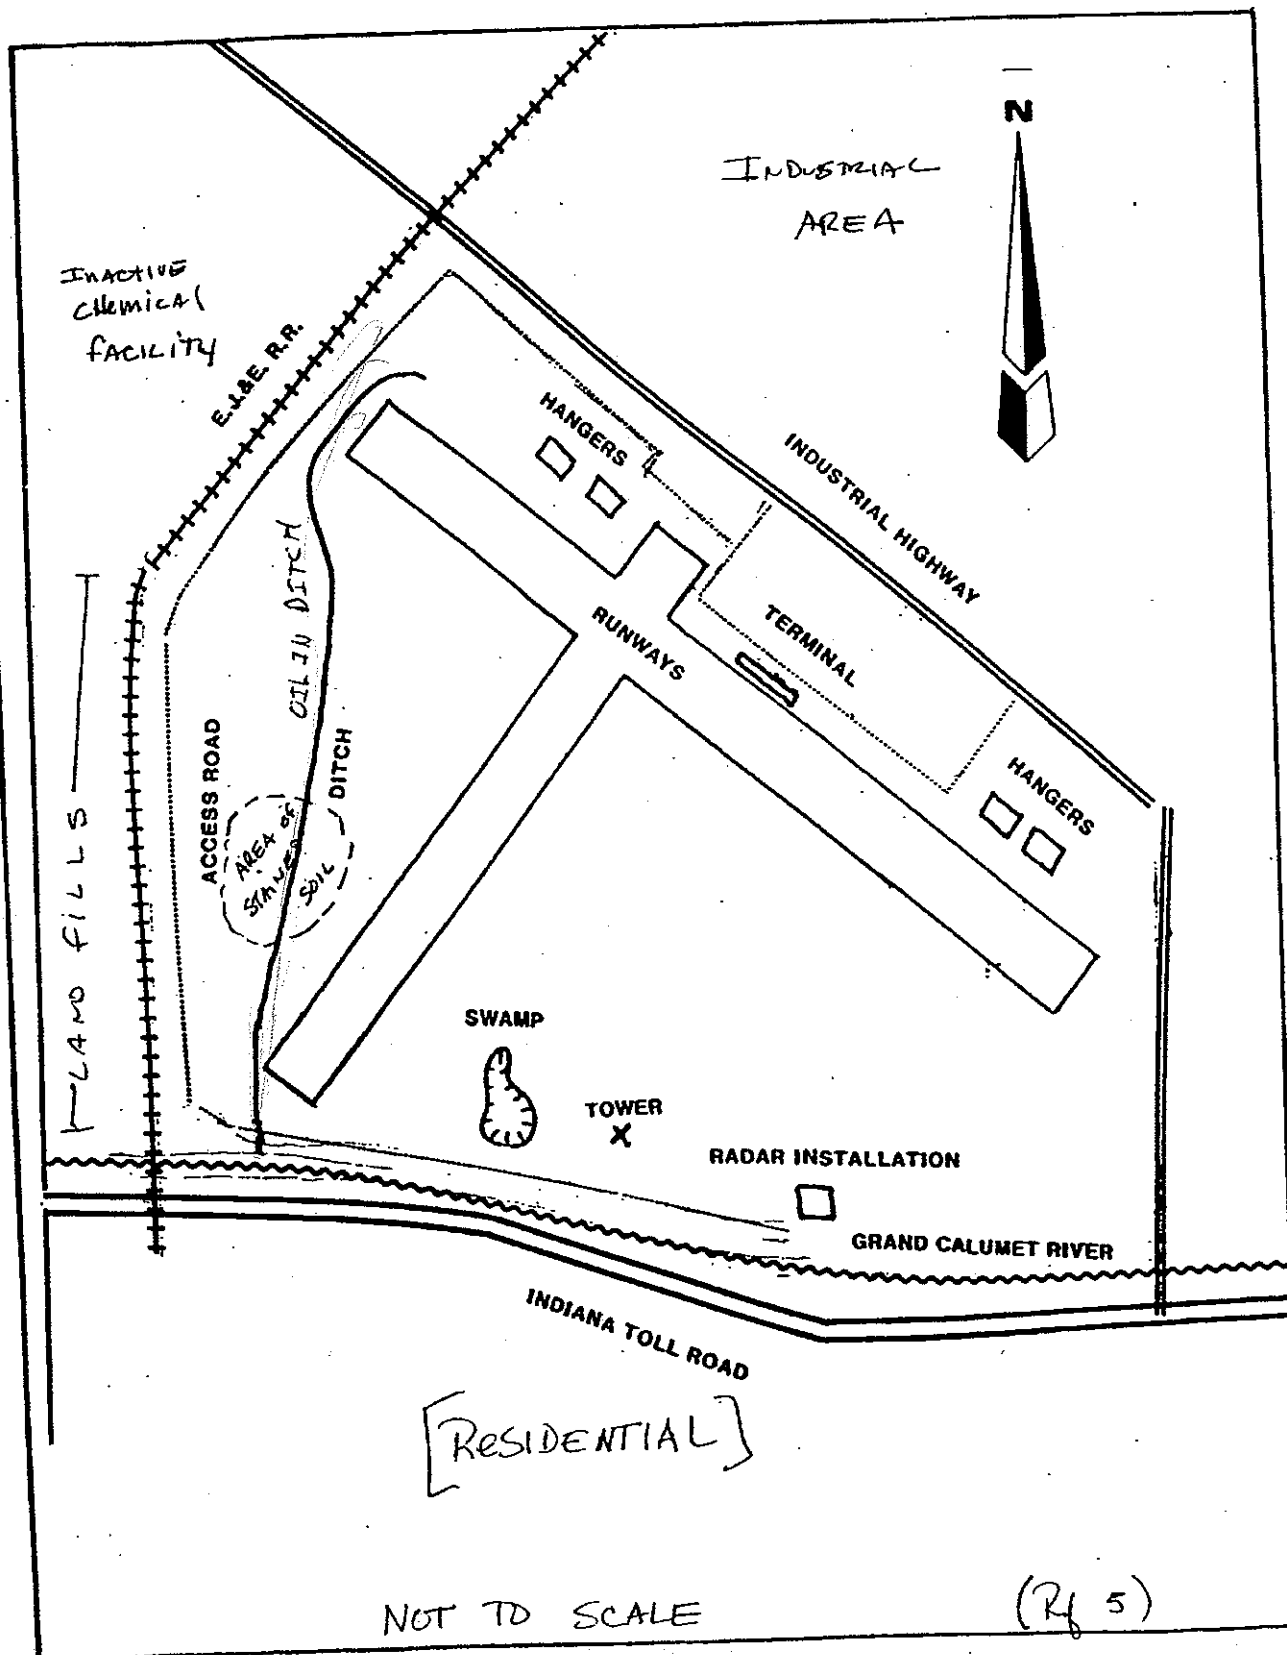 N
INDUSTRIAL
AREA
INACTIVE
CHEMICAL
FACILITY
E.J.&E. R.R.
HANGERS
INDUSTRIAL HIGHWAY
OIL IN DITCH
RUNWAYS
TERMINAL
LAND FILLS
ACCESS ROAD
DITCH
AREA OF
STAINED
SOIL
HANGERS
SWAMP
TOWER
X
RADAR INSTALLATION
GRAND CALUMET RIVER
INDIANA TOLL ROAD
[RESIDENTIAL]
NOT TO SCALE
(Rf 5)